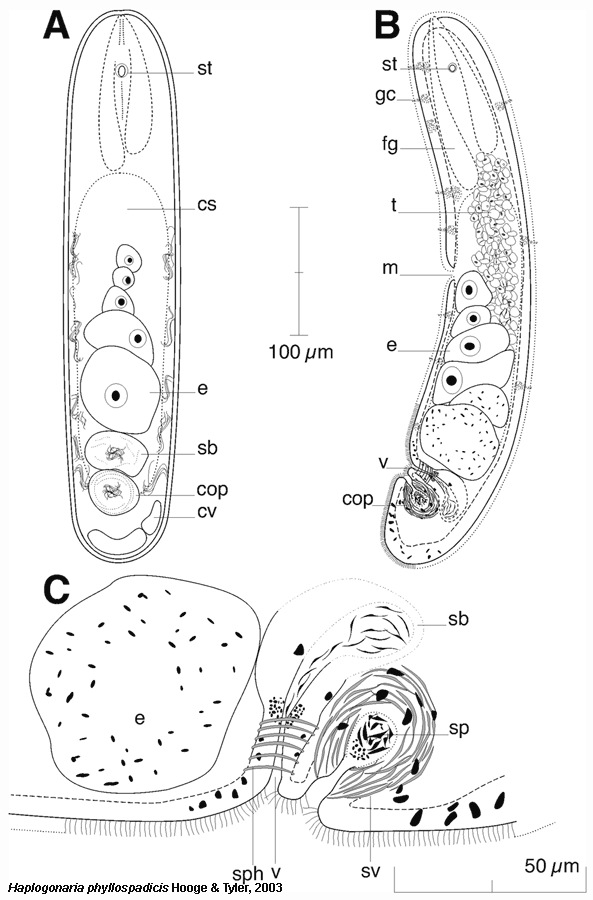 A
B
st
st
gc
fg
cs
t
m
100 µm
e
e
sb
v
cop
cop
cv
C
sb
e
sp
sph v sv
50 µm
Haplogonaria phyllospadicis Hooge & Tyler, 2003